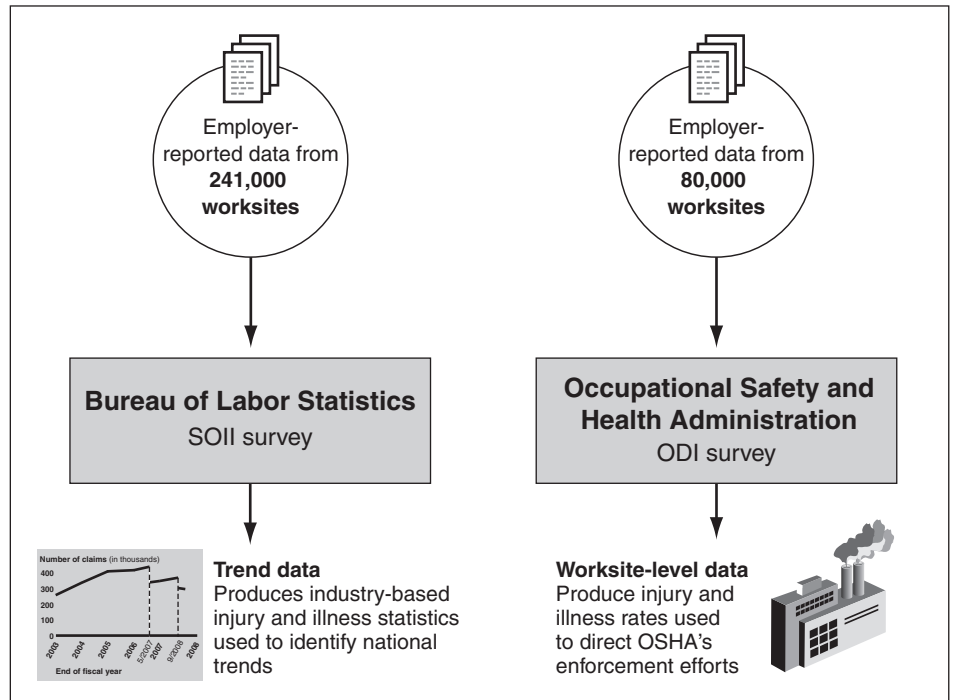 Employer-
reported data from
241,000
worksites
Employer-
reported data from
80,000
worksites
Bureau of Labor Statistics
SOII survey
Occupational Safety and
Health Administration
ODI survey
Number of claims (in thousands)
400
300
200
100
0
2003
2004
2005
2006
5/2007
2007
9/2008
2008
End of fiscal year
Trend data
Produces industry-based
injury and illness statistics
used to identify national
trends
Worksite-level data
Produce injury and
illness rates used
to direct OSHA's
enforcement efforts